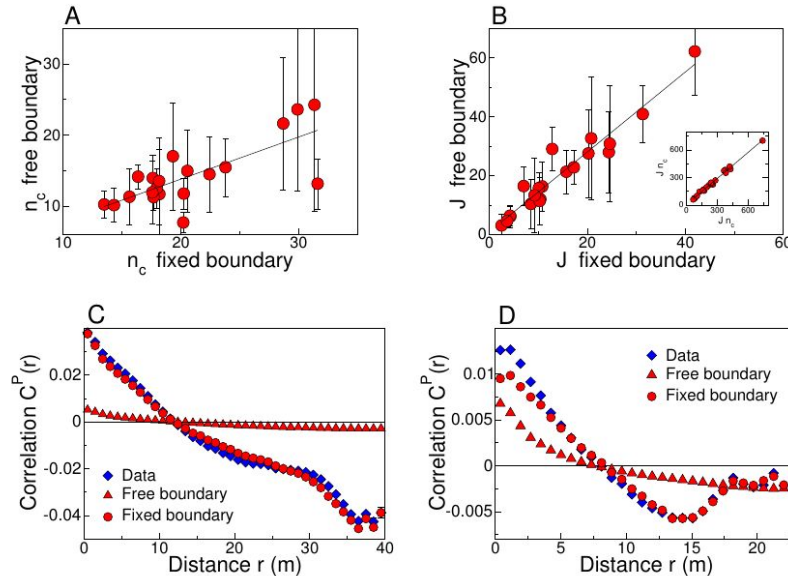 A
n_c free boundary
25
15
10
10
20
30
n_c fixed boundary
B
J free boundary
60
40
20
0
0
20
40
60
J fixed boundary
J n_c
600
300
0
0
300
600
J n_c
C
Correlation C^P(r)
0.02
0
-0.02
-0.04
Data
Free boundary
Fixed boundary
0
10
20
30
40
Distance r (m)
D
Correlation C^P(r)
0.01
0.005
0
-0.005
Data
Free boundary
Fixed boundary
0
5
10
15
20
Distance r (m)